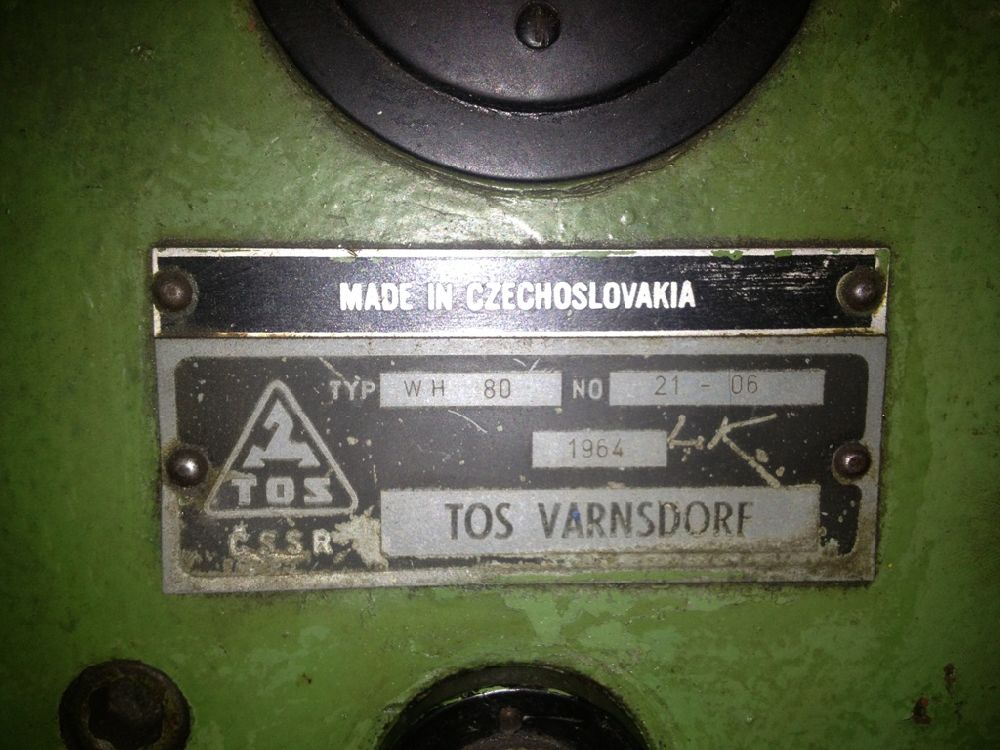 MADE IN CZECHOSLOVAKIA
TYP WH 80 NO 21 - 06
1964
TOS
ČSSR
TOS VARNSDORF